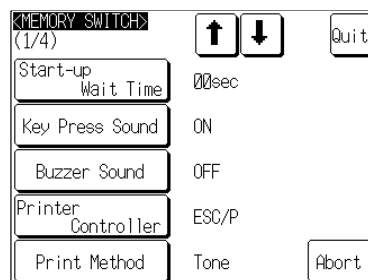 <MEMORY SWITCH>
(1/4)
Quit
Start-up
Wait Time
00sec
Key Press Sound
ON
Buzzer Sound
OFF
Printer
Controller
ESC/P
Print Method
Tone
Abort